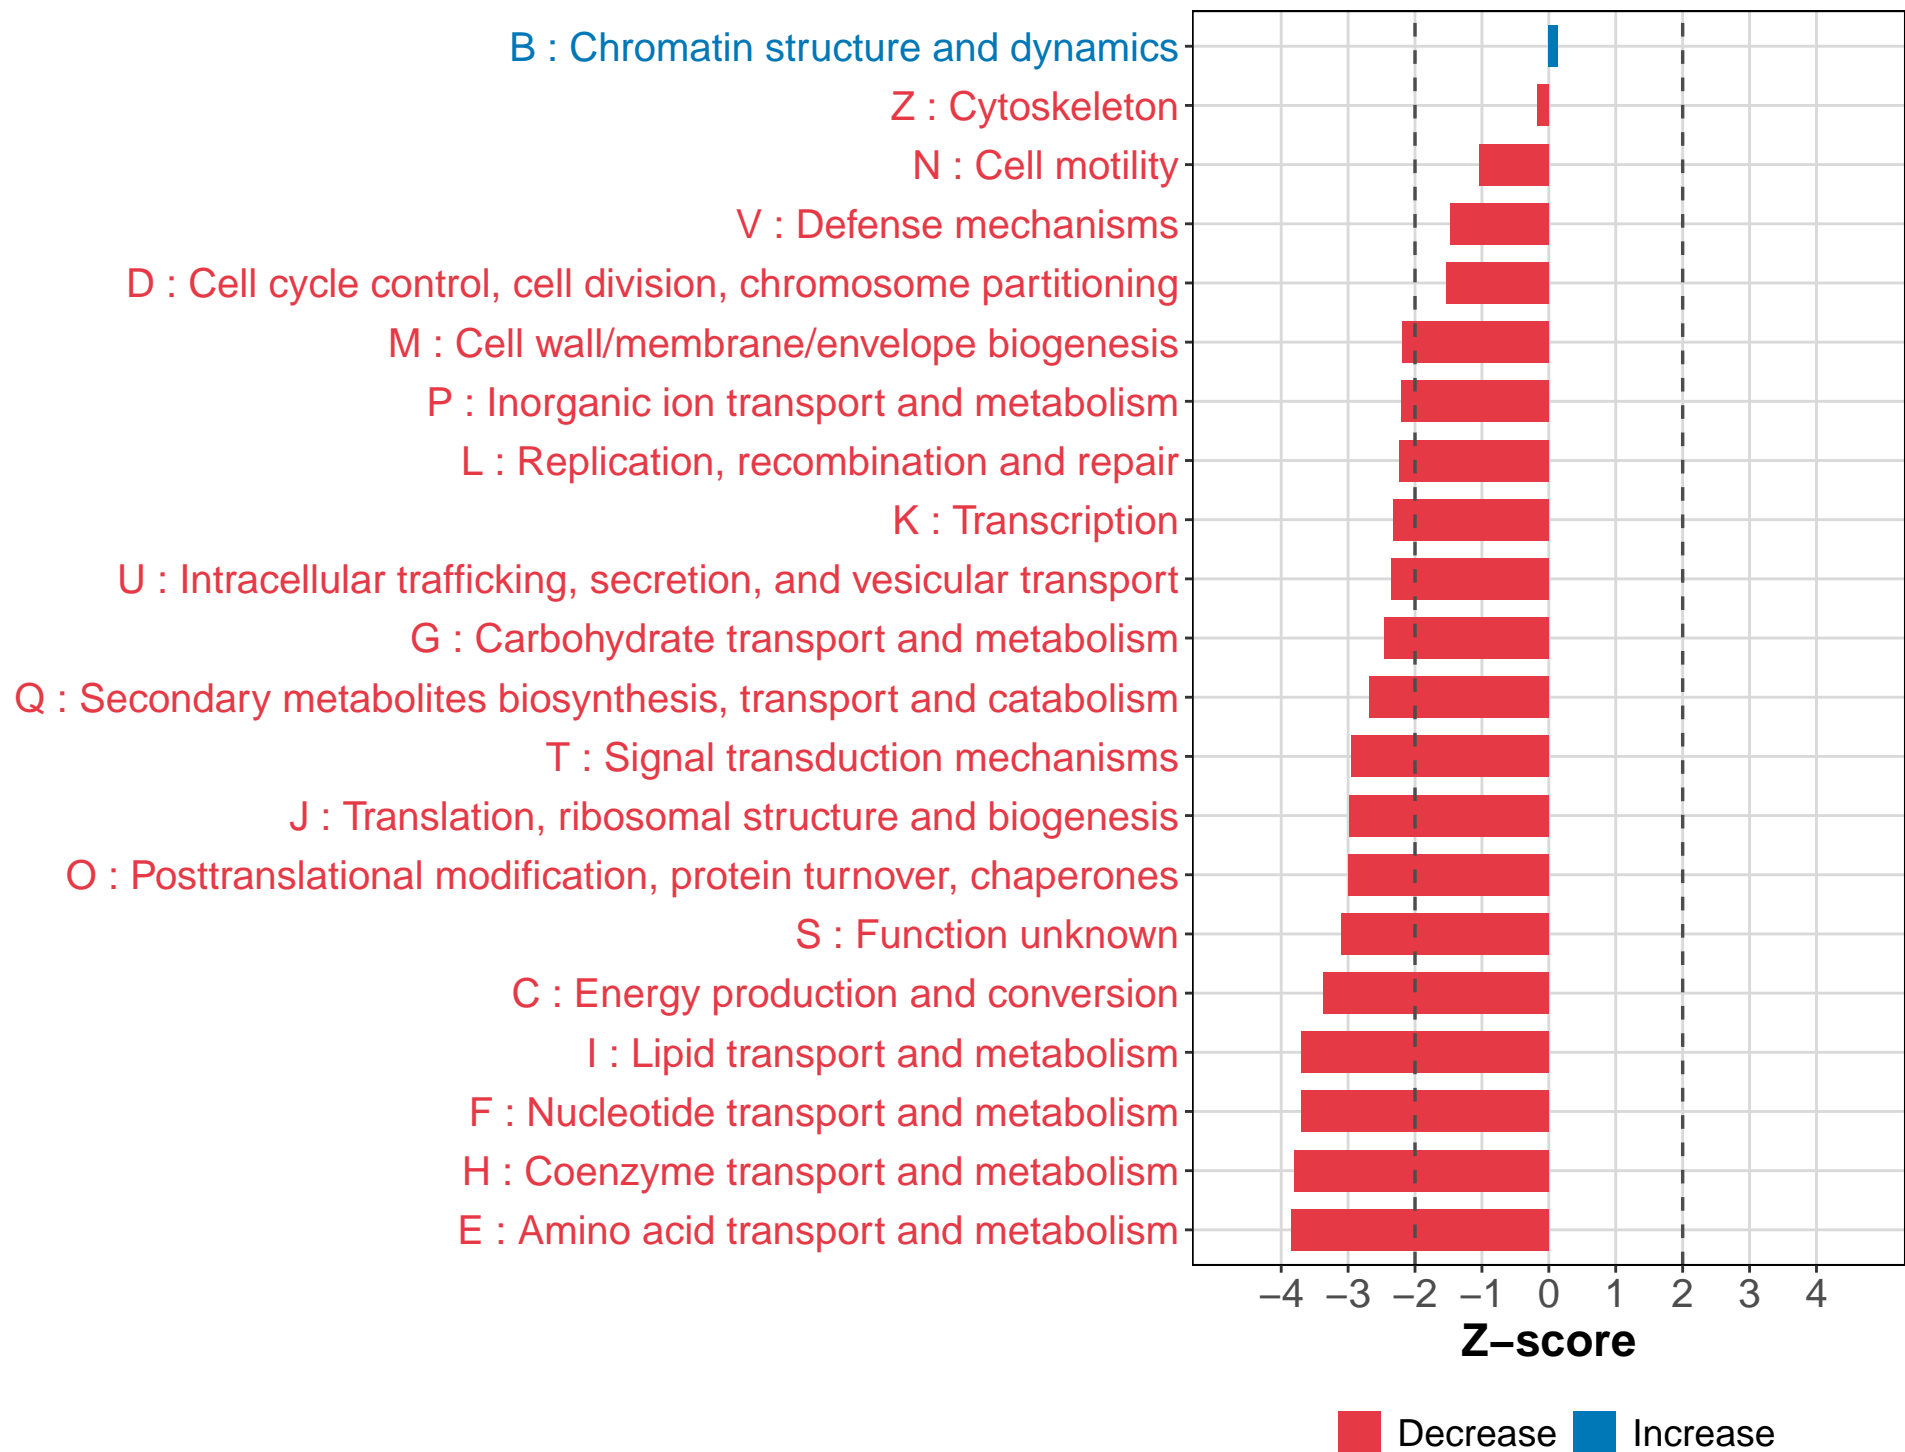 B : Chromatin structure and dynamics
Z : Cytoskeleton
N : Cell motility
V : Defense mechanisms
D : Cell cycle control, cell division, chromosome partitioning
M : Cell wall/membrane/envelope biogenesis
P : Inorganic ion transport and metabolism
L : Replication, recombination and repair
K : Transcription
U : Intracellular trafficking, secretion, and vesicular transport
G : Carbohydrate transport and metabolism
Q : Secondary metabolites biosynthesis, transport and catabolism
T : Signal transduction mechanisms
J : Translation, ribosomal structure and biogenesis
O : Posttranslational modification, protein turnover, chaperones
S : Function unknown
C : Energy production and conversion
I : Lipid transport and metabolism
F : Nucleotide transport and metabolism
H : Coenzyme transport and metabolism
E : Amino acid transport and metabolism
−4 −3 −2 −1 0 1 2 3 4
Z−score
Decrease Increase